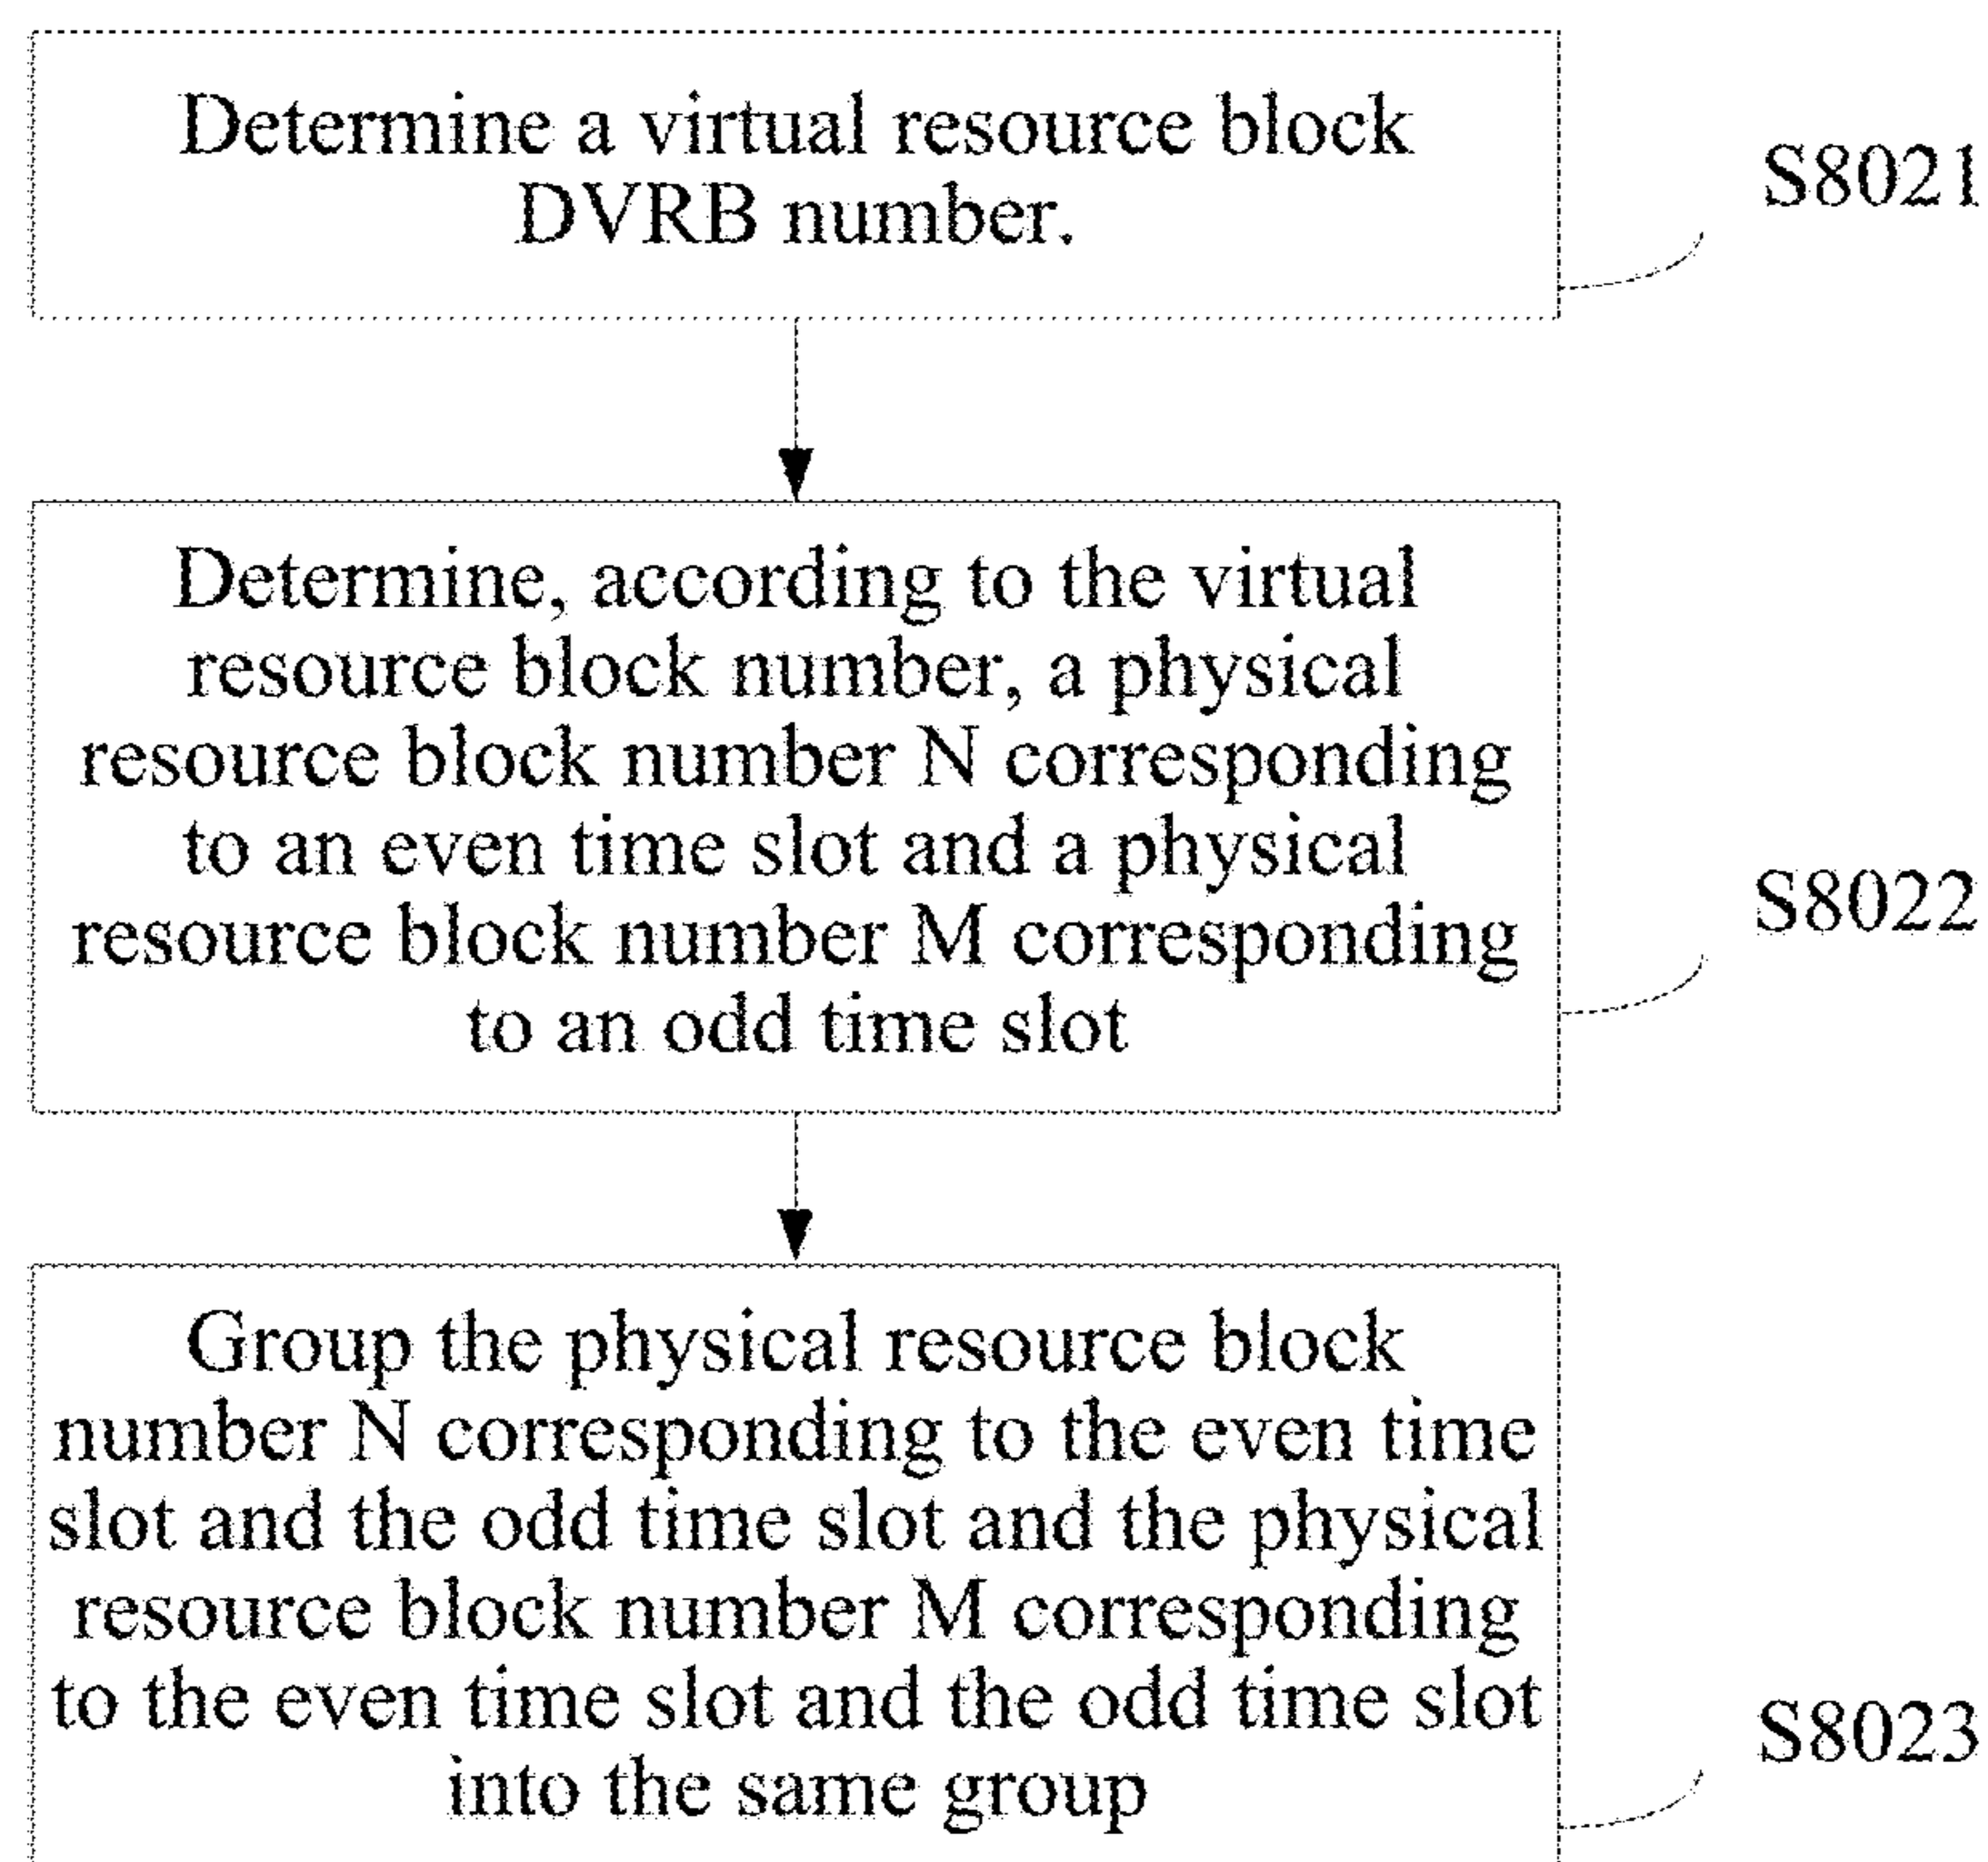 Determine a virtual resource block
DVRB number.
S8021
Determine, according to the virtual
resource block number, a physical
resource block number N corresponding
to an even time slot and a physical
resource block number M corresponding
to an odd time slot
S8022
Group the physical resource block
number N corresponding to the even time
slot and the odd time slot and the physical
resource block number M corresponding
to the even time slot and the odd time slot
into the same group
S8023